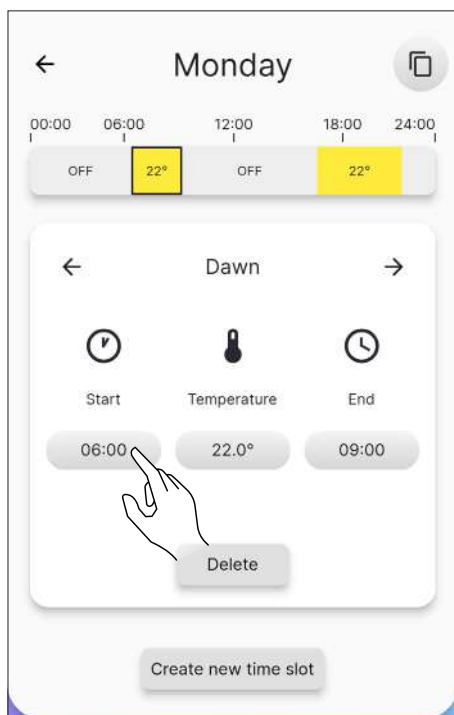 Monday
00:00 06:00 12:00 18:00 24:00
OFF 22° OFF 22°
Dawn
Start Temperature End
06:00 22.0° 09:00
Delete
Create new time slot